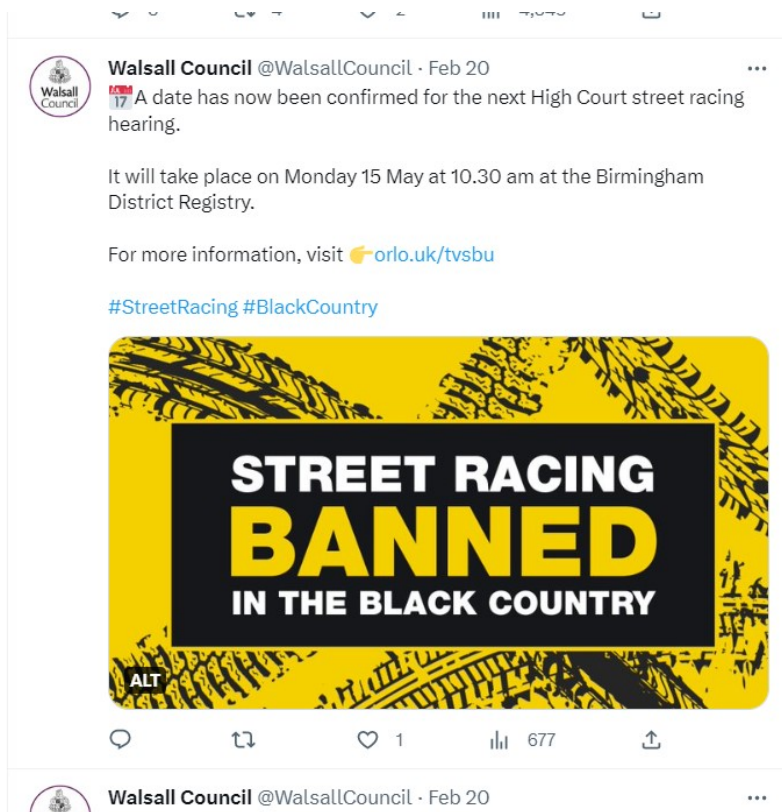 Walsall Council @WalsallCouncil · Feb 20
Walsall
Council
17 A date has now been confirmed for the next High Court street racing
hearing.
It will take place on Monday 15 May at 10.30 am at the Birmingham
District Registry.
For more information, visit 👉orlo.uk/tvsbu
#StreetRacing #BlackCountry
STREET RACING
BANNED
IN THE BLACK COUNTRY
ALT
1 677
Walsall Council @WalsallCouncil · Feb 20